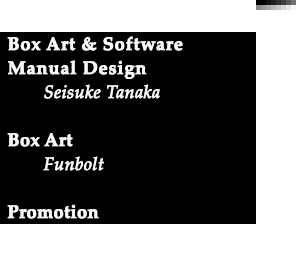 Box Art & Software
Manual Design
Seisuke Tanaka
Box Art
Funbolt
Promotion